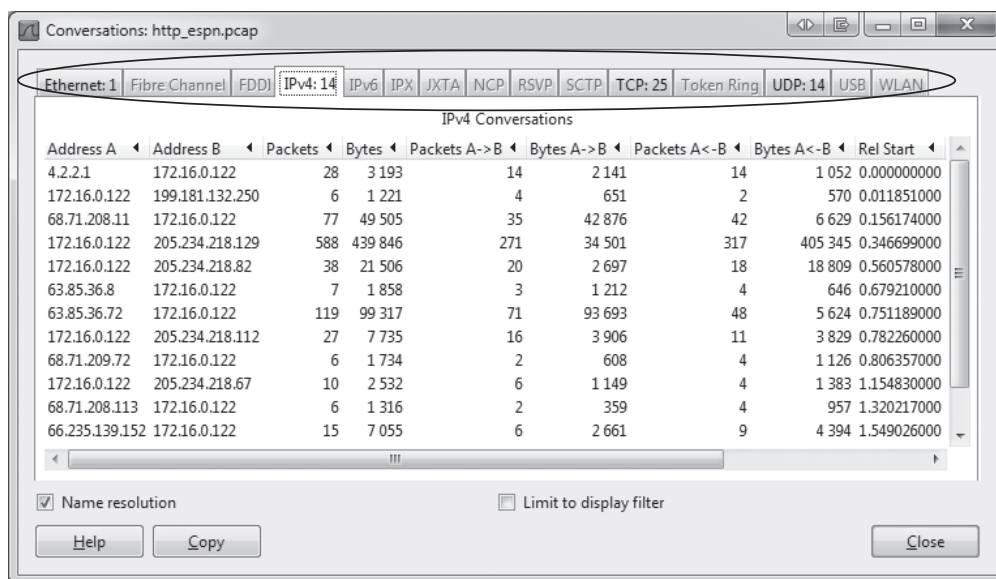 Conversations: http_espn.pcap
Ethernet: 1 Fibre Channel FDDI IPv4: 14 IPv6 IPX JXTA NCP RSVP SCTP TCP: 25 Token Ring UDP: 14 USB WLAN
IPv4 Conversations
Address A Address B Packets Bytes Packets A->B Bytes A->B Packets A<-B Bytes A<-B Rel Start
4.2.2.1 172.16.0.122 28 3 193 14 2 141 14 1 052 0.000000000
172.16.0.122 199.181.132.250 6 1 221 4 651 2 570 0.011851000
68.71.208.11 172.16.0.122 77 49 505 35 42 876 42 6 629 0.156174000
172.16.0.122 205.234.218.129 588 439 846 271 34 501 317 405 345 0.346699000
172.16.0.122 205.234.218.82 38 21 506 20 2 697 18 18 809 0.560578000
63.85.36.8 172.16.0.122 7 1 858 3 1 212 4 646 0.679210000
63.85.36.72 172.16.0.122 119 99 317 71 93 693 48 5 624 0.751189000
172.16.0.122 205.234.218.112 27 7 735 16 3 906 11 3 829 0.782260000
68.71.209.72 172.16.0.122 6 1 734 2 608 4 1 126 0.806357000
172.16.0.122 205.234.218.67 10 2 532 6 1 149 4 1 383 1.154830000
68.71.208.113 172.16.0.122 6 1 316 2 359 4 957 1.320217000
66.235.139.152 172.16.0.122 15 7 055 6 2 661 9 4 394 1.549026000
Name resolution Limit to display filter
Help Copy Close